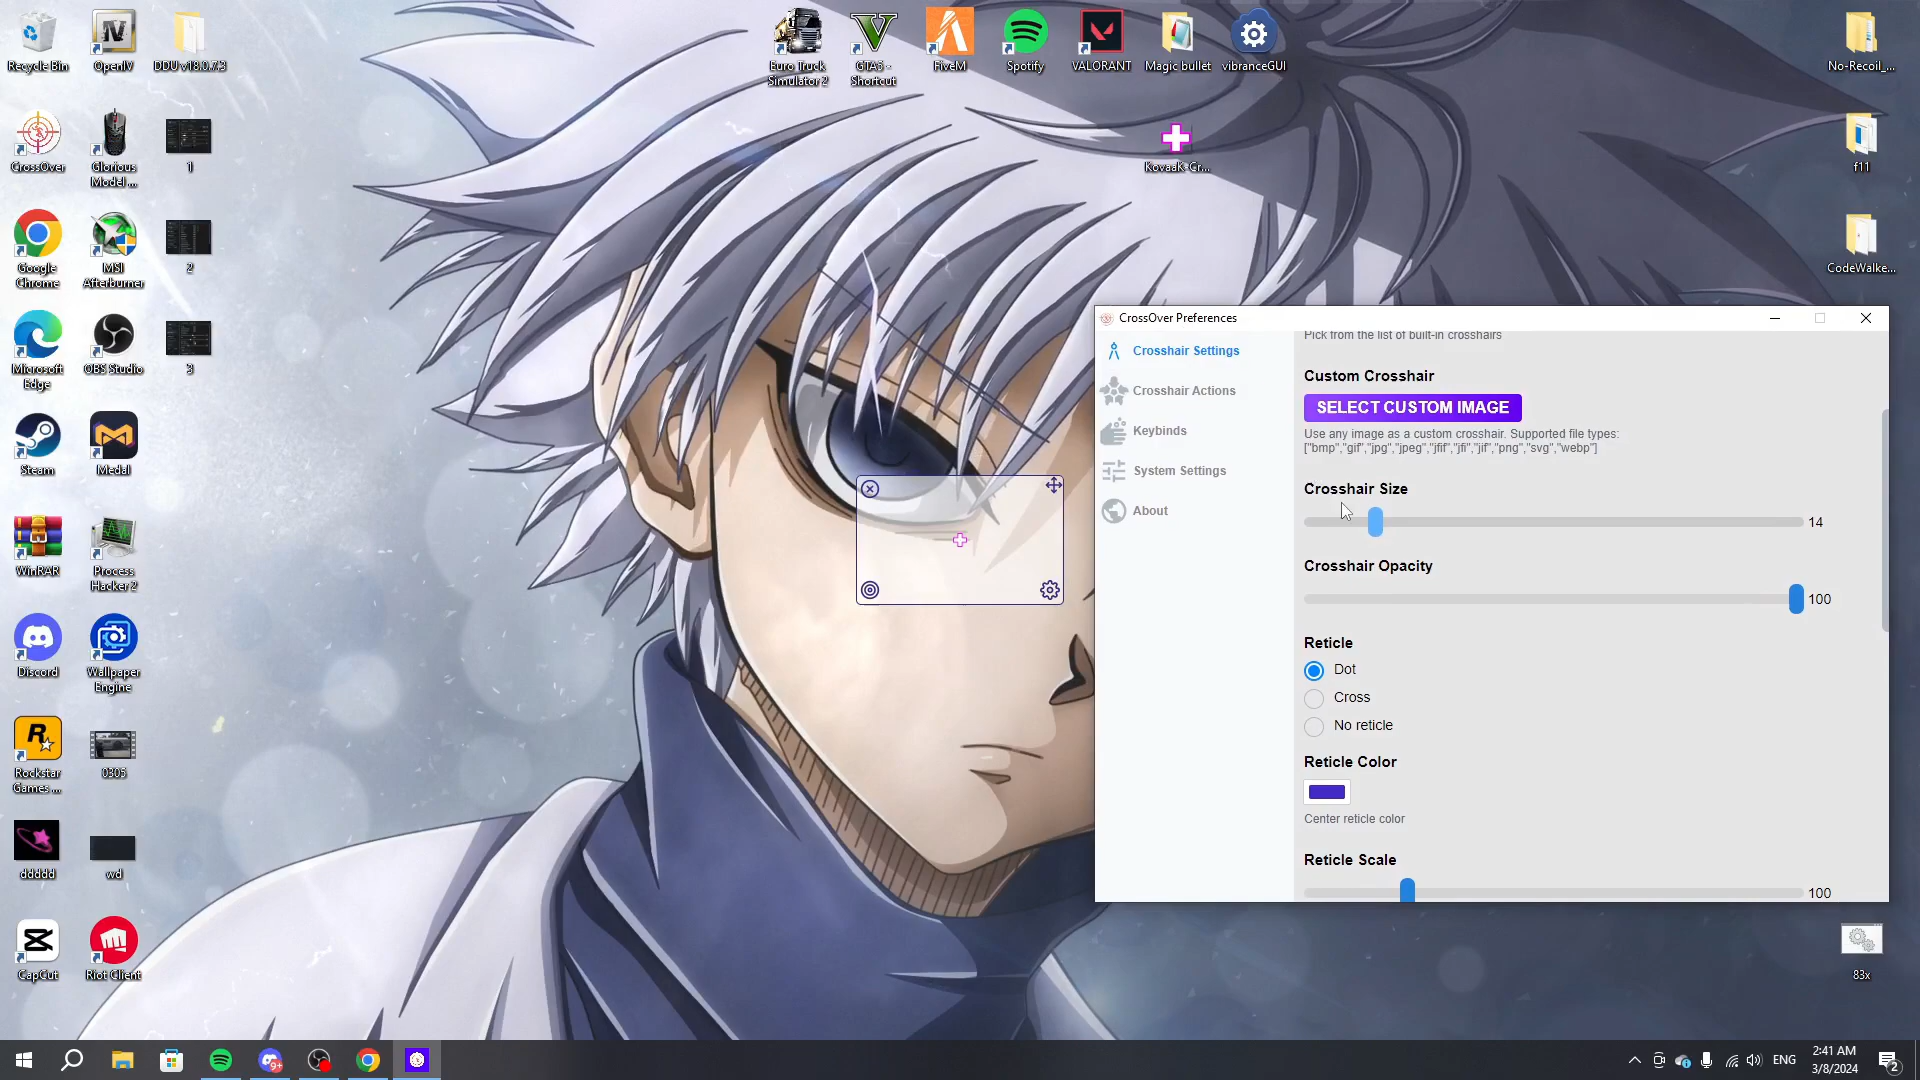 Recycle Bin
OpenIV
DDU v18.0.7.3
Euro Truck
Simulator 2
GTA5 -
Shortcut
FiveM
Spotify
VALORANT
Magic bullet
vibranceGUI
No-Recoil_...
CrossOver
Glorious
Model ...
1
KovaaK-Cr...
f11
Google
Chrome
MSI
Afterburner
2
CodeWalke...
Microsoft
Edge
OBS Studio
3
Steam
Medal
WinRAR
Process
Hacker 2
Discord
Wallpaper
Engine
Rockstar
Games ...
0305
ddddd
wd
CapCut
Riot Client
83x
CrossOver Preferences
Crosshair Settings
Crosshair Actions
Keybinds
System Settings
About
Pick from the list of built-in crosshairs
Custom Crosshair
SELECT CUSTOM IMAGE
Use any image as a custom crosshair. Supported file types:
["bmp","gif","jpg","jpeg","jfif","jfi","jif","png","svg","webp"]
Crosshair Size
14
Crosshair Opacity
100
Reticle
Dot
Cross
No reticle
Reticle Color
Center reticle color
Reticle Scale
100
9+
ENG
2:41 AM
3/8/2024
2